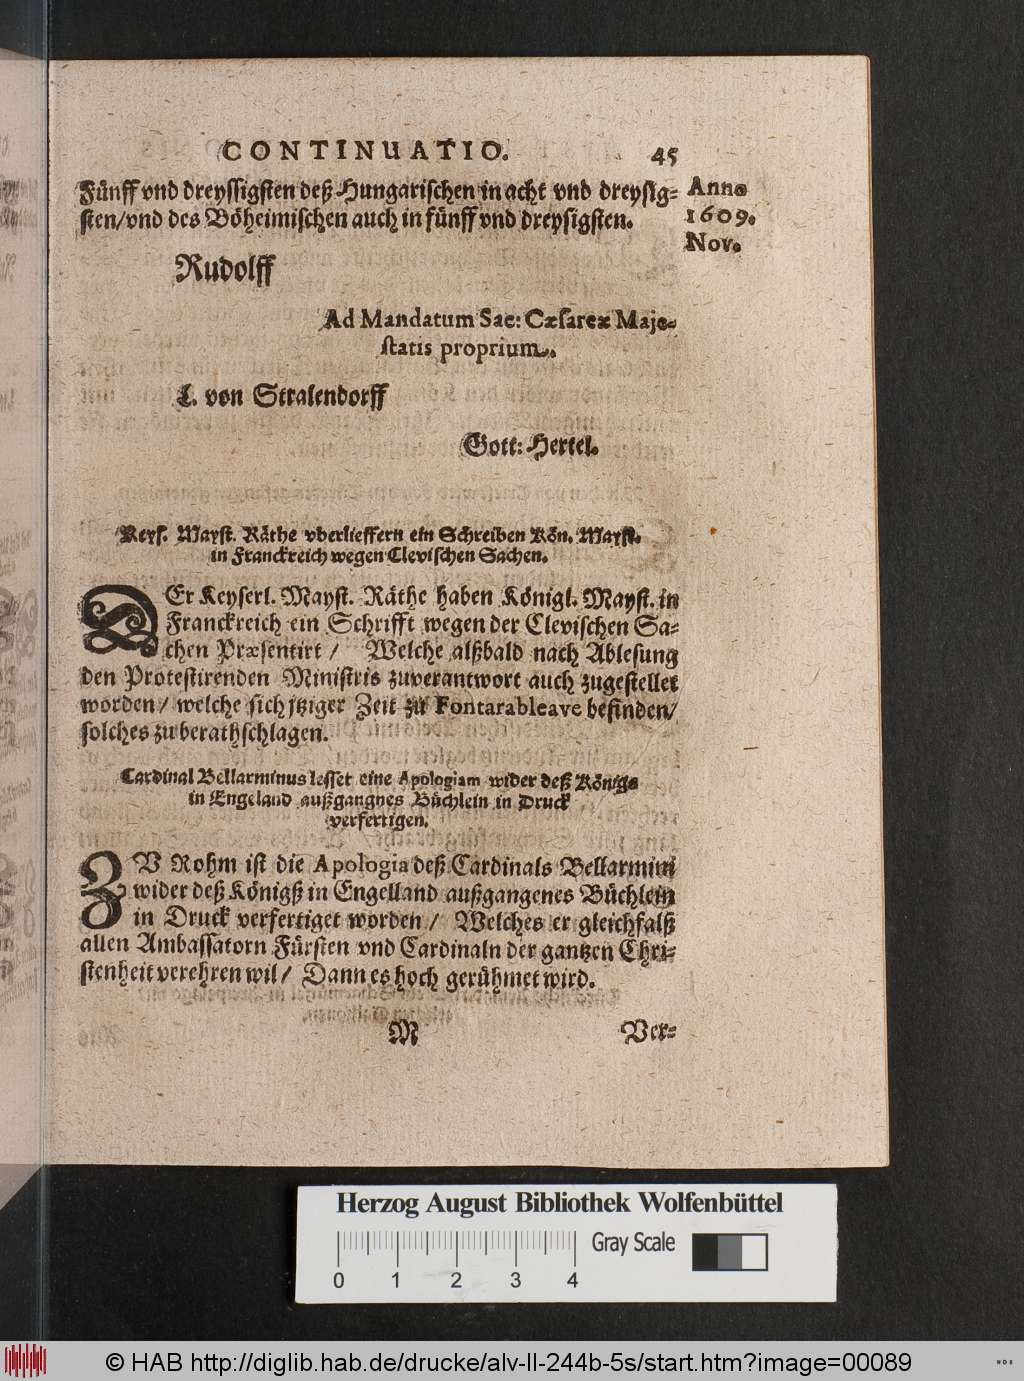 CONTINUATIO. 45
Fünff vnd dreyssigsten deß Hungarischen in acht vnd dreysig-
sten/vnd des Böheimischen auch in fünff vnd dreysigsten.
Anno
1609.
Nov.
Rudolff
Ad Mandatum Sac: Cæsareæ Maje-
statis proprium.
L. von Stralendorff
Gott: Hertel.
Keys. Mayst. Räthe vberlieffern ein Schreiben Kön. Mayst.
in Franckreich wegen Clevischen Sachen.
DEr Keyserl. Mayst. Räthe haben Königl. Mayst. in
Franckreich ein Schrifft wegen der Clevischen Sa-
chen Præsentirt / Welche alßbald nach Ablesung
den Protestirenden Ministris zuverantwort auch zugestellet
worden/ welche sich jtziger Zeit zu Fontarableave befinden/
solches zu berathschlagen.
Cardinal Bellarminus lesset eine Apologiam wider deß Königs
in Engeland außgangnes Büchlein in Druck
verfertigen.
ZV Rohm ist die Apologia deß Cardinals Bellarmini
wider deß Königß in Engelland außgangenes Büchlein
in Druck verfertiget worden / Welches er gleichfalß
allen Ambassatorn Fürsten vnd Cardinaln der gantzen Chri-
stenheit verehren wil/ Dann es hoch gerühmet wird.
M Ver-
Herzog August Bibliothek Wolfenbüttel
Gray Scale
0 1 2 3 4
© HAB http://diglib.hab.de/drucke/alv-ll-244b-5s/start.htm?image=00089